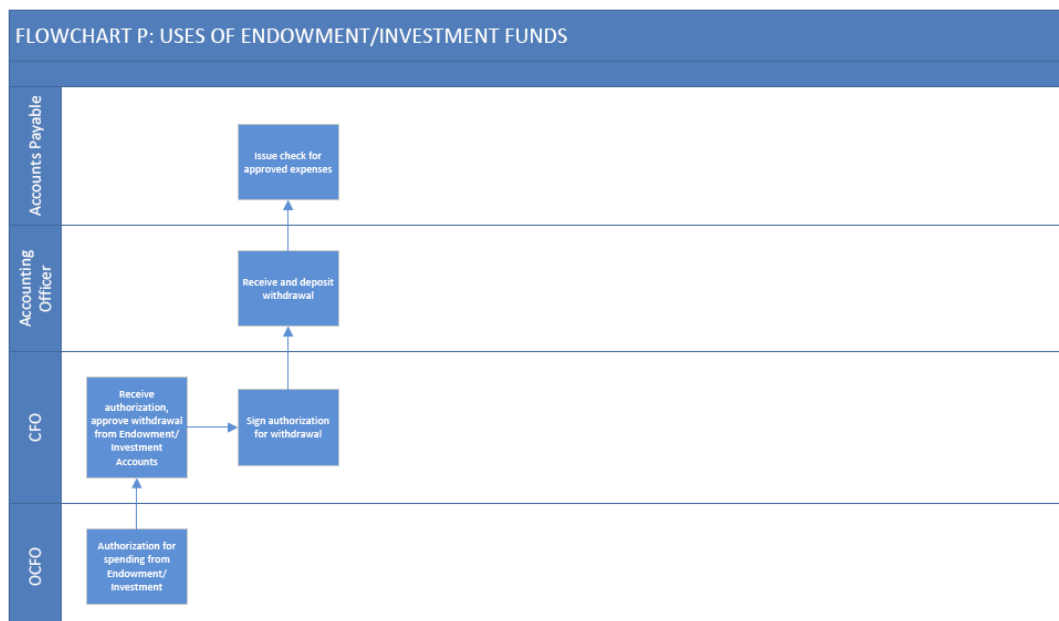 FLOWCHART P: USES OF ENDOWMENT/INVESTMENT FUNDS
Accounts Payable
Issue check for
approved expenses
Accounting
Officer
Receive and deposit
withdrawal
CFO
Receive
authorization,
approve withdrawal
from Endowment/
Investment
Accounts
Sign authorization
for withdrawal
OCFO
Authorization for
spending from
Endowment/
Investment